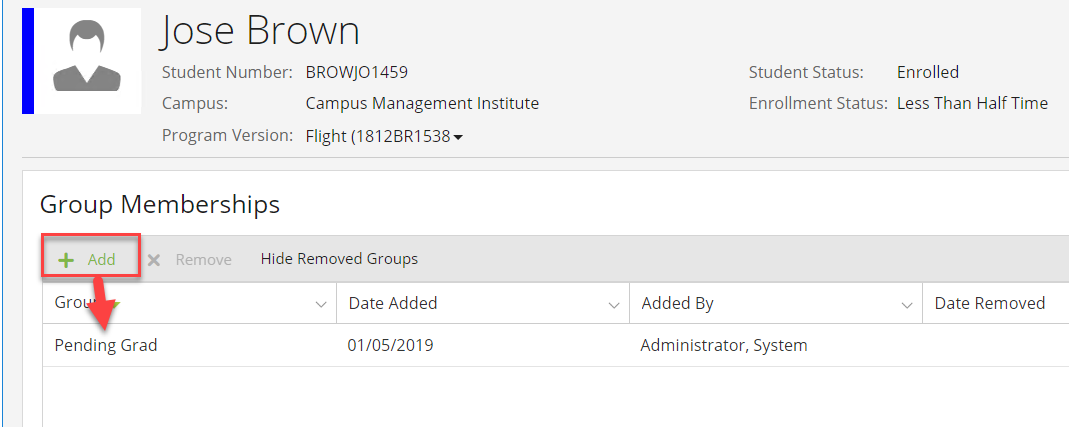 Jose Brown
Student Number: BROWJO1459 Student Status: Enrolled
Campus: Campus Management Institute Enrollment Status: Less Than Half Time
Program Version: Flight (1812BR1538
Group Memberships
Add Remove Hide Removed Groups
Group Date Added Added By Date Removed
Pending Grad 01/05/2019 Administrator, System